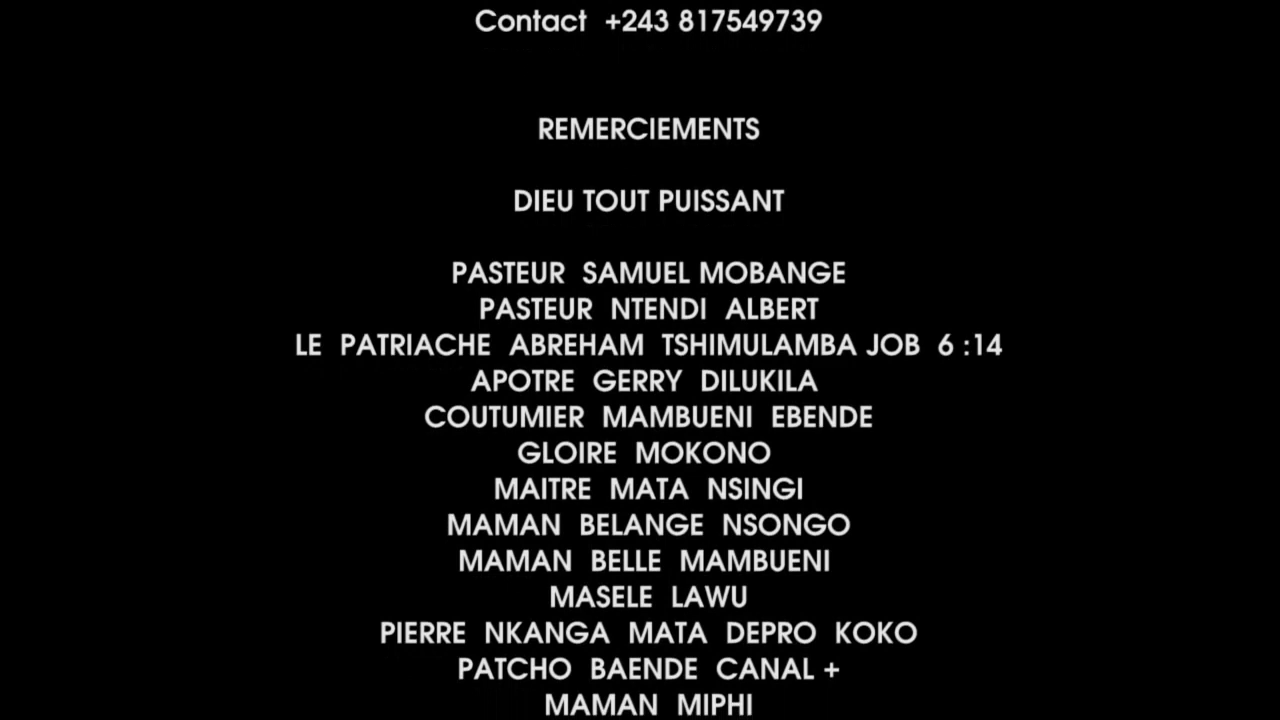 Contact +243 817549739
REMERCIEMENTS
DIEU TOUT PUISSANT
PASTEUR SAMUEL MOBANGE
PASTEUR NTENDI ALBERT
LE PATRIACHE ABREHAM TSHIMULAMBA JOB 6 :14
APOTRE GERRY DILUKILA
COUTUMIER MAMBUENI EBENDE
GLOIRE MOKONO
MAITRE MATA NSINGI
MAMAN BELANGE NSONGO
MAMAN BELLE MAMBUENI
MASELE LAWU
PIERRE NKANGA MATA DEPRO KOKO
PATCHO BAENDE CANAL +
MAMAN MIPHI